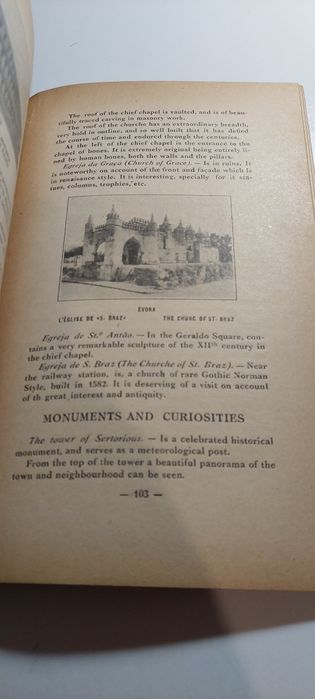 The roof of the chief chapel is vaulted, and is of beau-
tifully traced carving in masonry work.
The roof of the churche has an extraordinary breadth,
very bold in outline, and so well built that it has defied
the course of time and endured through the centuries.
At the left of the chief chapel is the entrance to the
chapel of bones. It is extremely original being entirely li-
ned by human bones, both the walls and the pillars.
Egreja da Graça (Church of Grace). — Is in ruins, It
is noteworthy on account of the front and façade which is
in renaissance style. It is interesting, specially for it sta-
tues, columns, trophies, etc.
EVORA
L'ÉGLISE DE «S. BRAZ» THE CHURCH OF ST. BRAZ
Egreja de St.º Antão. — In the Geraldo Square, con-
tains a very remarkable sculpture of the XIIth century in
the chief chapel.
Egreja de S. Braz (The Churche of St. Braz). — Near
the railway station, is, a church of rare Gothic Norman
Style, built in 1582. It is deserving of a visit on account
of th great interest and antiquity.
MONUMENTS AND CURIOSITIES
The tower of Sertorious. — Is a celebrated historical
monument, and serves as a meteorological post.
From the top of the tower a beautiful panorama of the
town and neighbourhood can be seen.
— 103 —